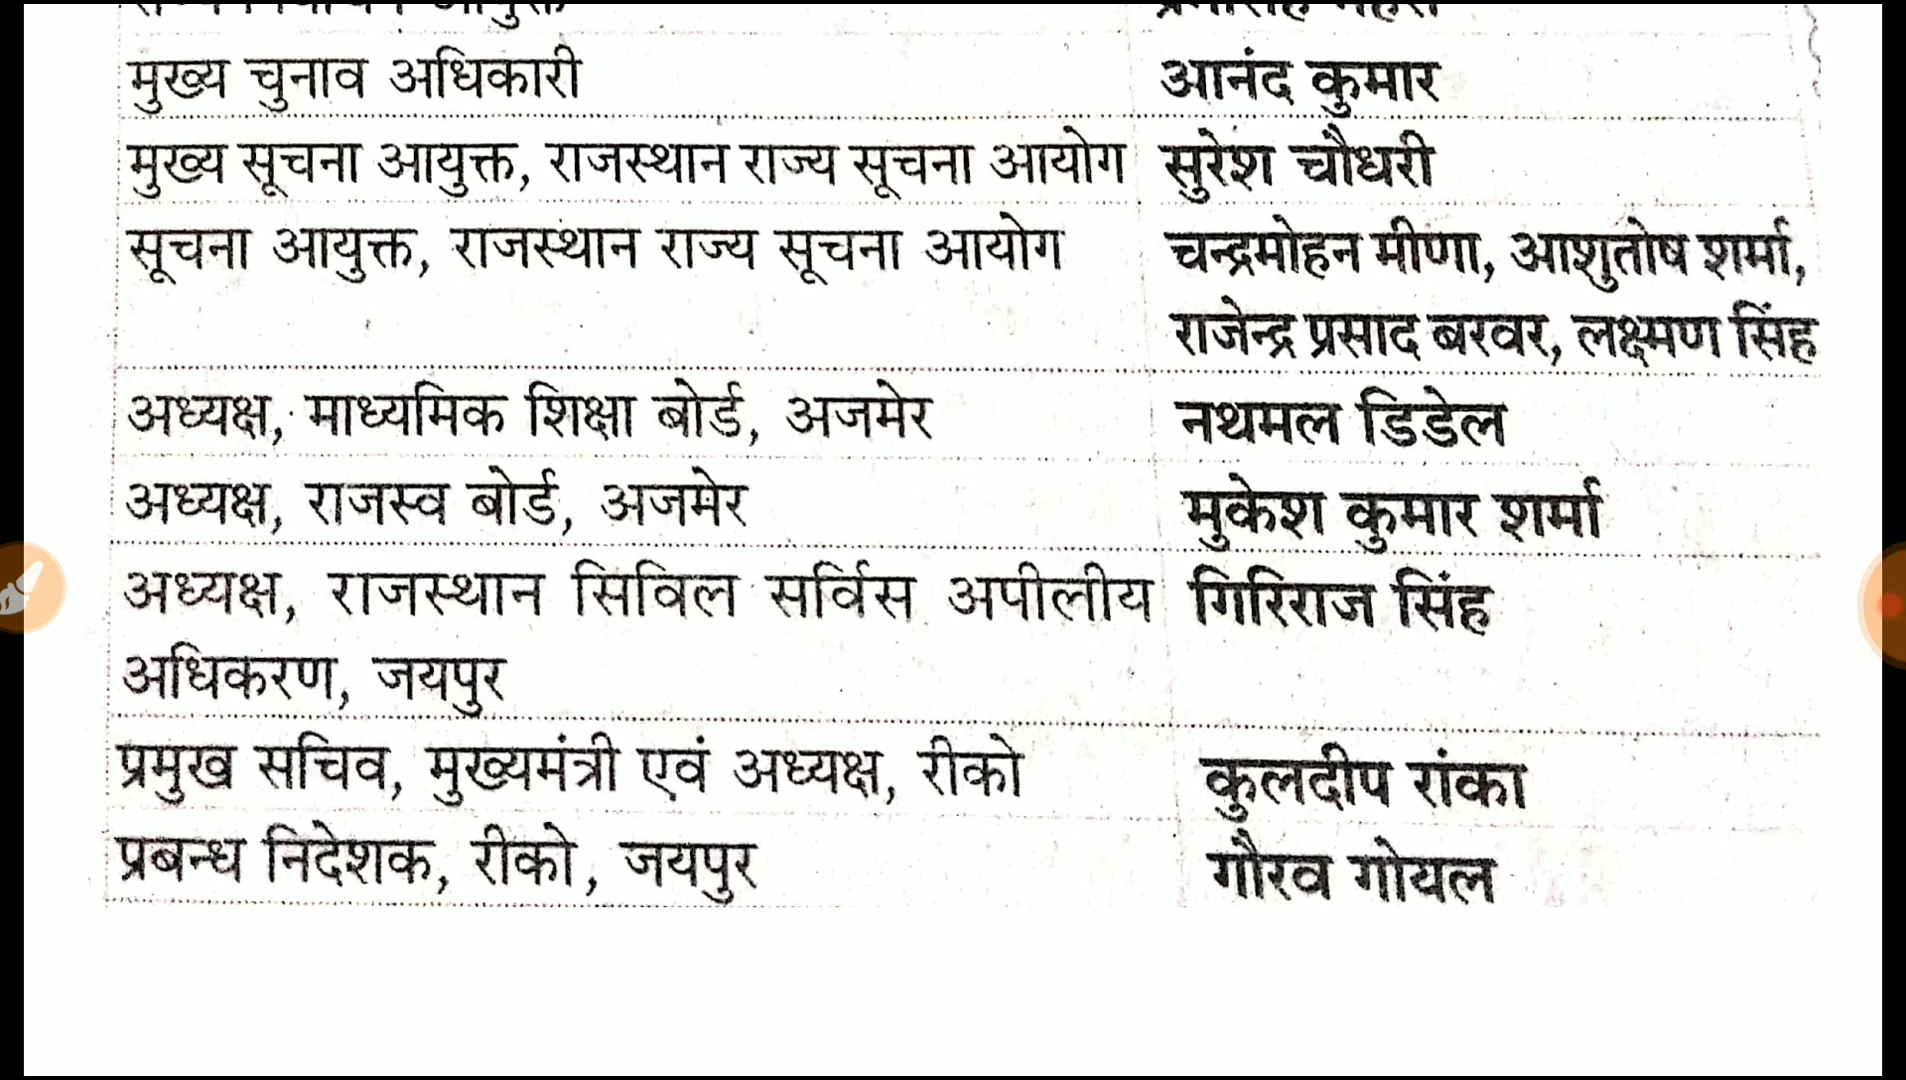 मुख्य चुनाव अधिकारी आनंद कुमार
मुख्य सूचना आयुक्त, राजस्थान राज्य सूचना आयोग सुरेश चौधरी
सूचना आयुक्त, राजस्थान राज्य सूचना आयोग चन्द्रमोहन मीणा, आशुतोष शर्मा,
राजेन्द्र प्रसाद बरवर, लक्ष्मण सिंह
अध्यक्ष, माध्यमिक शिक्षा बोर्ड, अजमेर नथमल डिडेल
अध्यक्ष, राजस्व बोर्ड, अजमेर मुकेश कुमार शर्मा
अध्यक्ष, राजस्थान सिविल सर्विस अपीलीय गिरिराज सिंह
अधिकरण, जयपुर
प्रमुख सचिव, मुख्यमंत्री एवं अध्यक्ष, रीको कुलदीप रांका
प्रबन्ध निदेशक, रीको, जयपुर गौरव गोयल